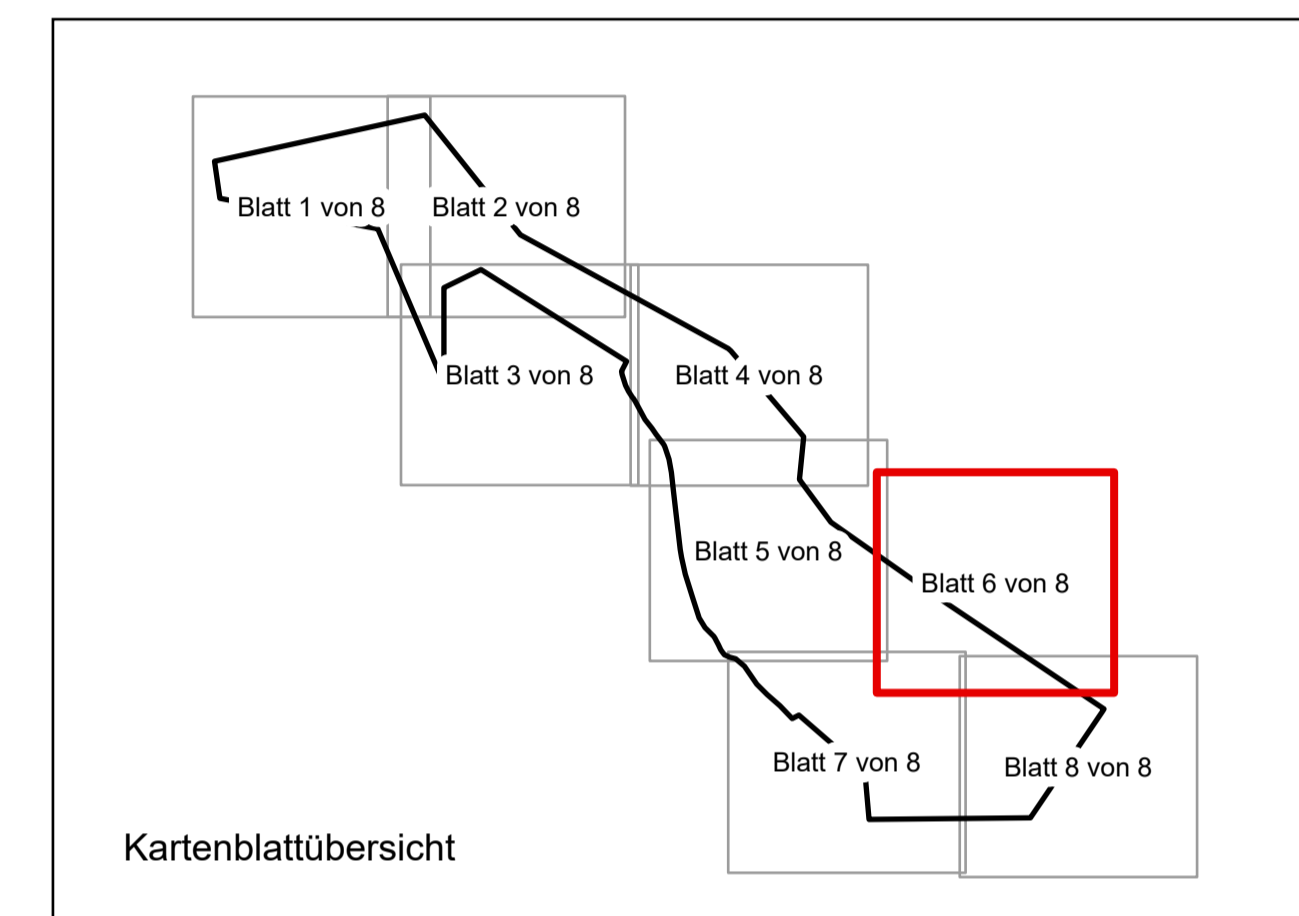 Blatt 1 von 8
Blatt 2 von 8
Blatt 3 von 8
Blatt 4 von 8
Blatt 5 von 8
Blatt 6 von 8
Blatt 7 von 8
Blatt 8 von 8
Kartenblattübersicht